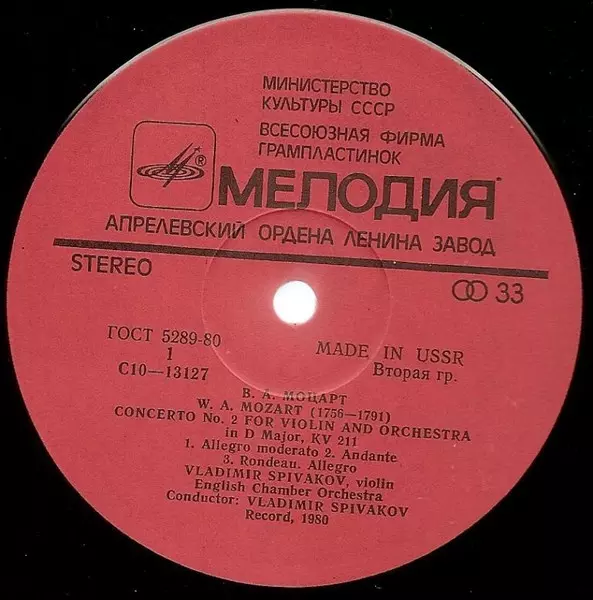 МИНИСТЕРСТВО
КУЛЬТУРЫ СССР
ВСЕСОЮЗНАЯ ФИРМА
ГРАМПЛАСТИНОК
®
МЕЛОДИЯ
АПРЕЛЕВСКИЙ ОРДЕНА ЛЕНИНА ЗАВОД
STEREO
33
ГОСТ 5289-80
1
С10—13127
MADE IN USSR
Вторая гр.
В. А. МОЦАРТ
W. A. MOZART (1756—1791)
CONCERTO No. 2 FOR VIOLIN AND ORCHESTRA
in D Major, KV 211
1. Allegro moderato 2. Andante
3. Rondeau. Allegro
VLADIMIR SPIVAKOV, violin
English Chamber Orchestra
Conductor: VLADIMIR SPIVAKOV
Record, 1980